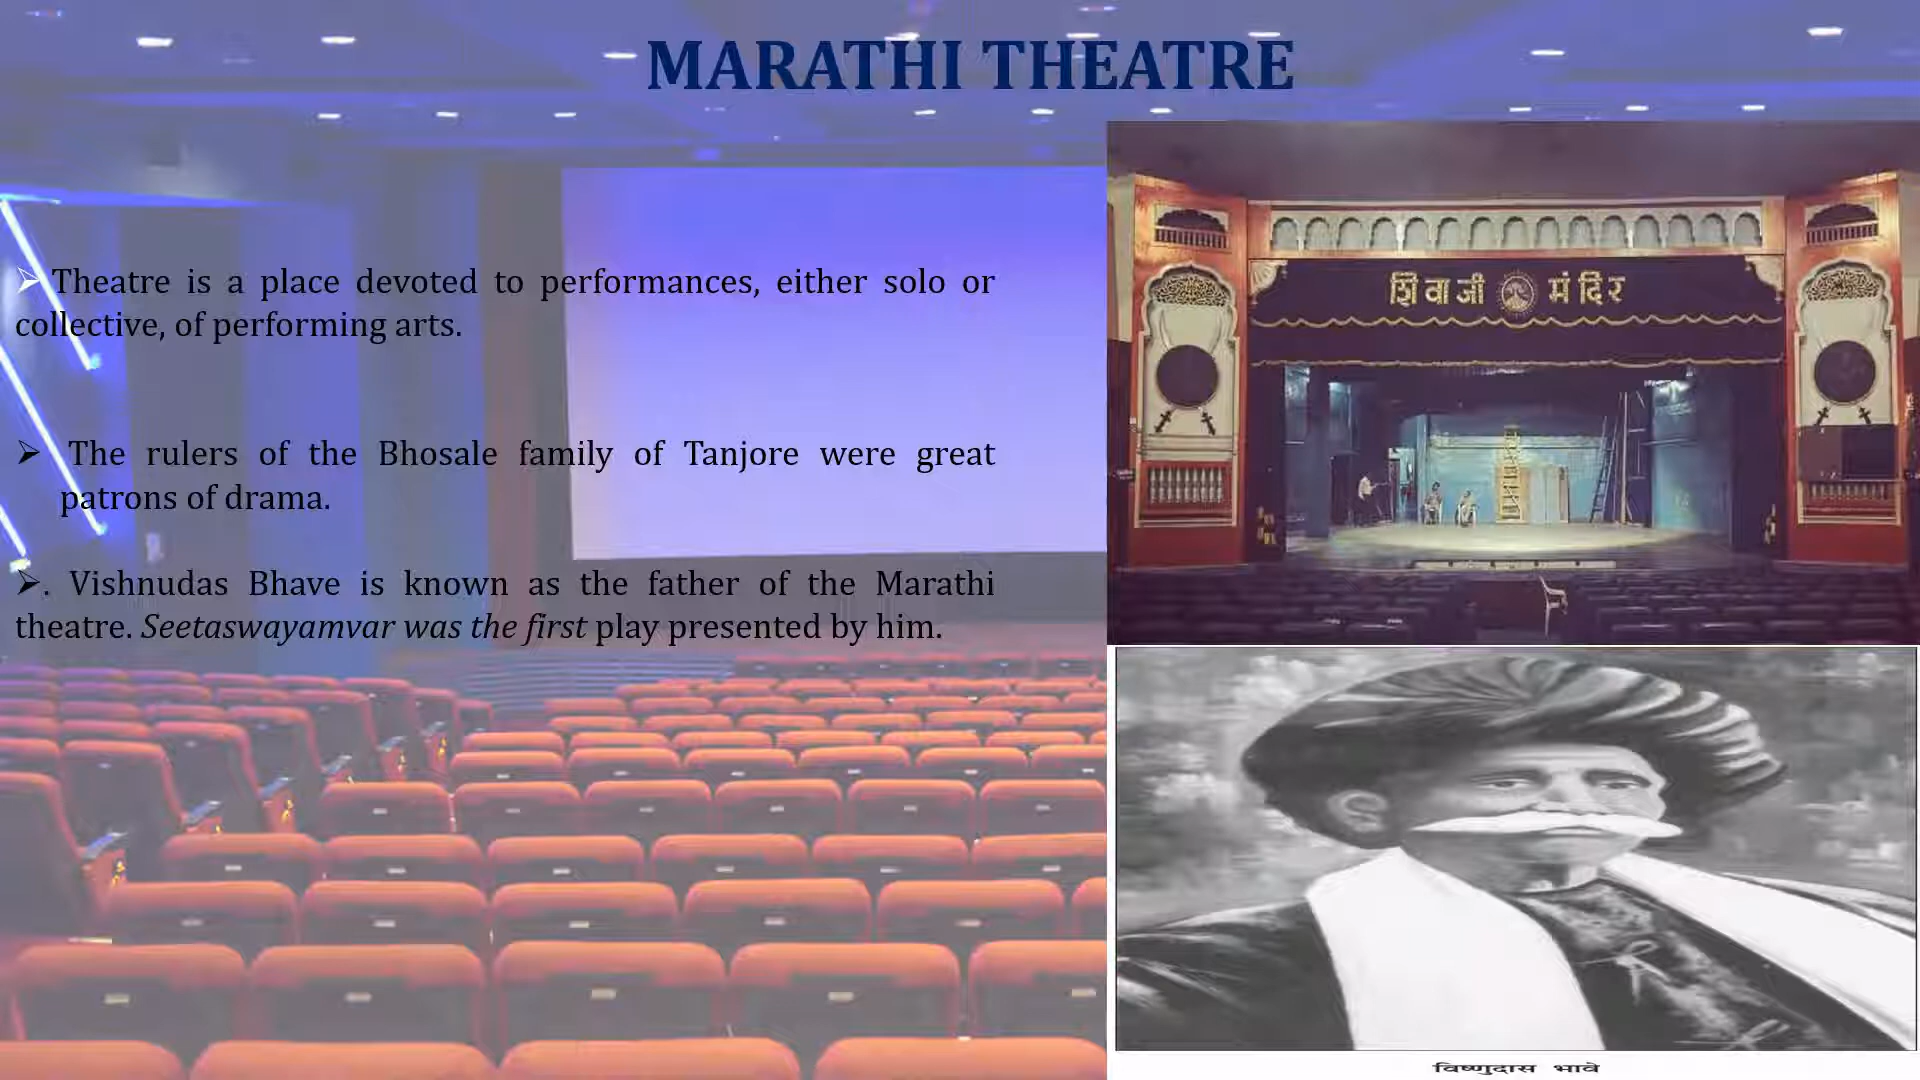 MARATHI THEATRE
➢ Theatre is a place devoted to performances, either solo or
collective, of performing arts.
➢ The rulers of the Bhosale family of Tanjore were great
patrons of drama.
➢. Vishnudas Bhave is known as the father of the Marathi
theatre. Seetaswayamvar was the first play presented by him.
शिवाजी मंदिर
विष्णुदास भावे